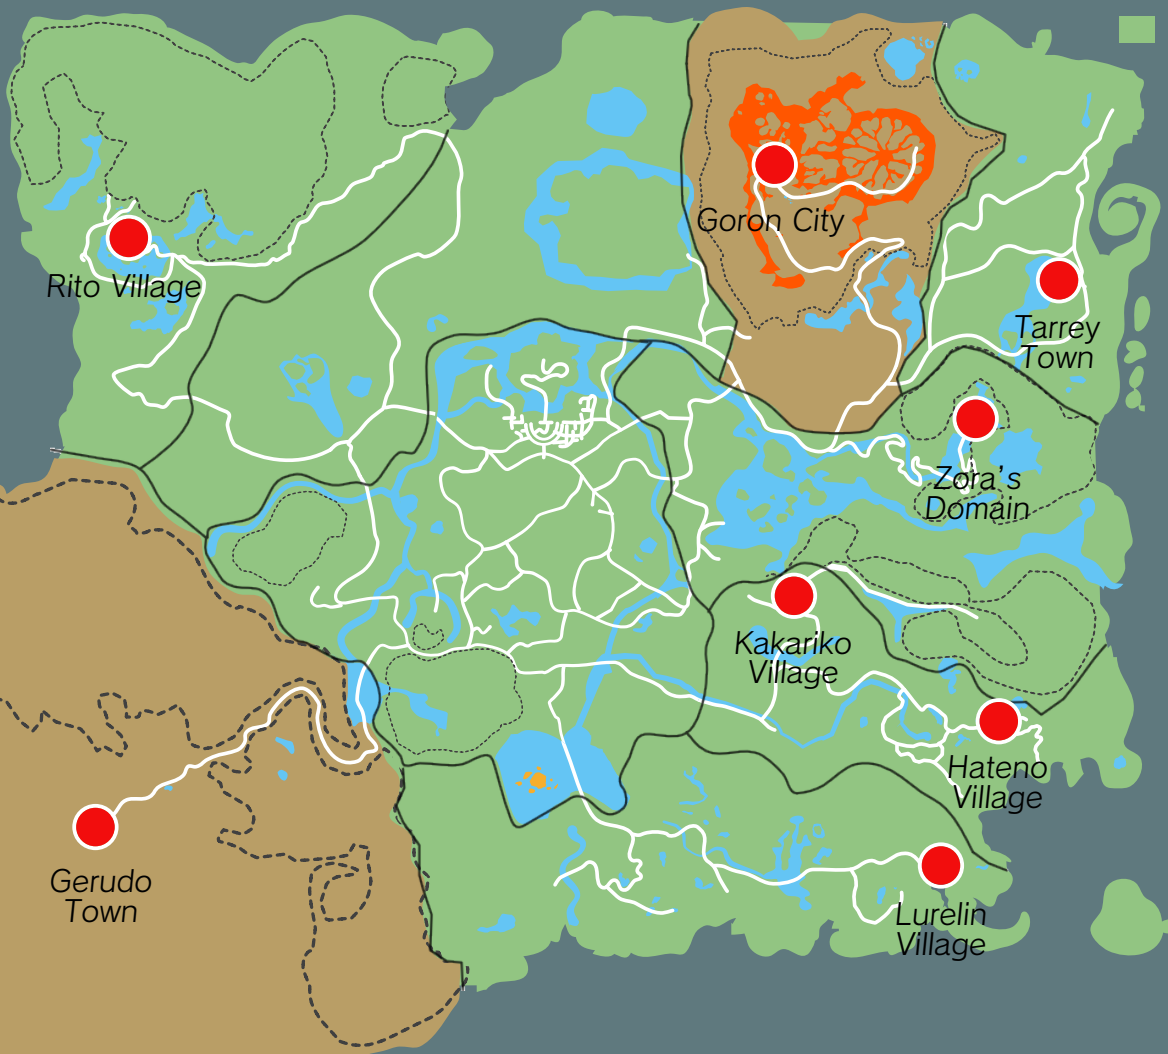 Goron City
Rito Village
Tarrey
Town
Zora's
Domain
Kakariko
Village
Hateno
Village
Gerudo
Town
Lurelin
Village